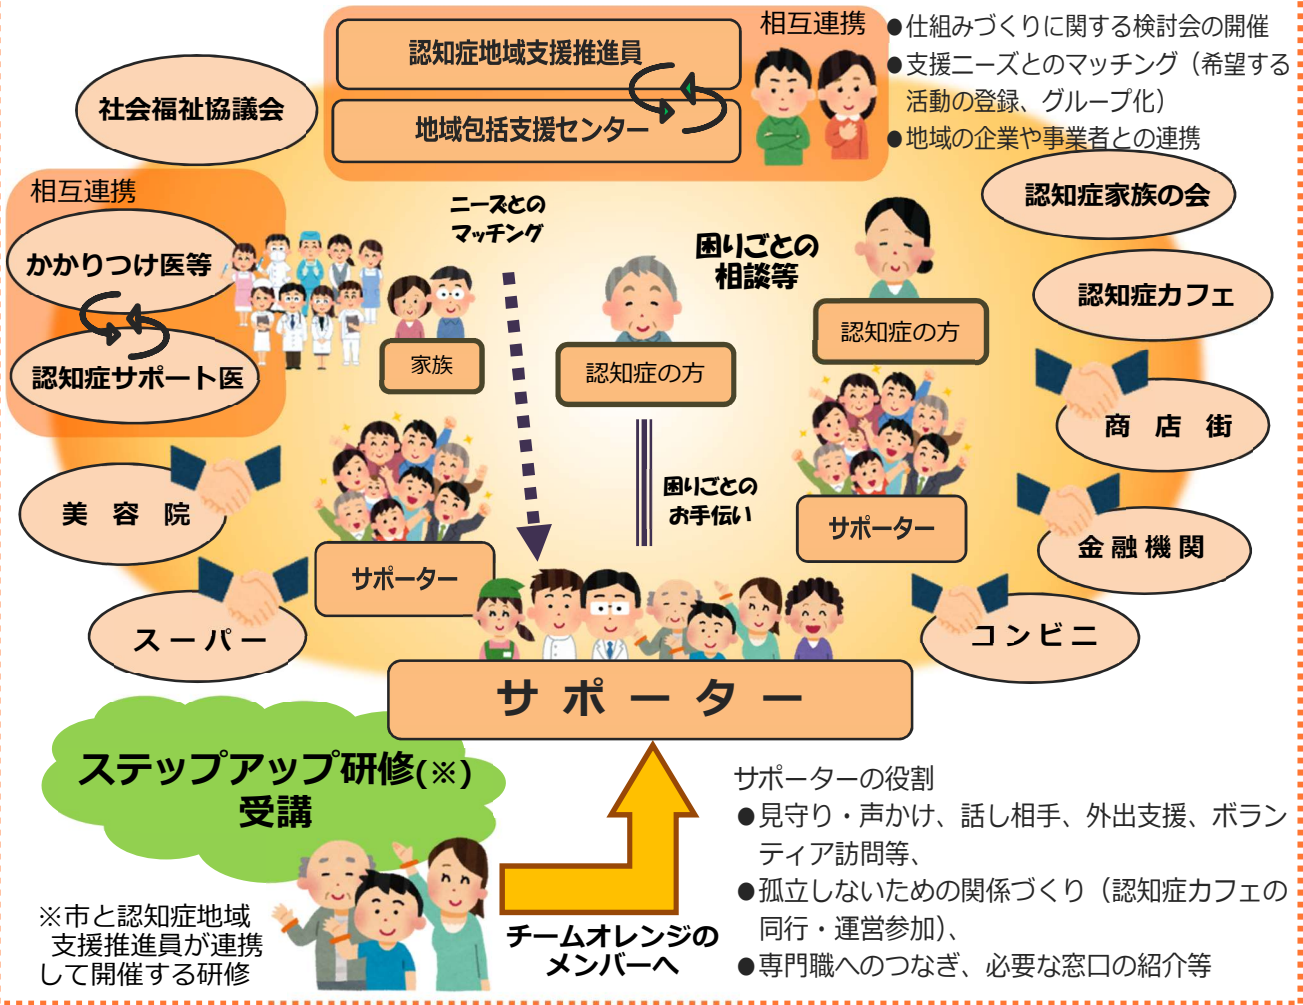 相互連携
認知症地域支援推進員
地域包括支援センター
●仕組みづくりに関する検討会の開催
●支援ニーズとのマッチング（希望する
活動の登録、グループ化）
●地域の企業や事業者との連携
社会福祉協議会
相互連携
かかりつけ医等
認知症サポート医
ニーズとの
マッチング
困りごとの
相談等
認知症家族の会
認知症カフェ
家族
認知症の方
認知症の方
商店街
美容院
困りごとの
お手伝い
サポーター
サポーター
金融機関
スーパー
コンビニ
サポーター
ステップアップ研修(※)
受講
※市と認知症地域
支援推進員が連携
して開催する研修
チームオレンジの
メンバーへ
サポーターの役割
●見守り・声かけ、話し相手、外出支援、ボラン
ティア訪問等、
●孤立しないための関係づくり（認知症カフェの
同行・運営参加）、
●専門職へのつなぎ、必要な窓口の紹介等